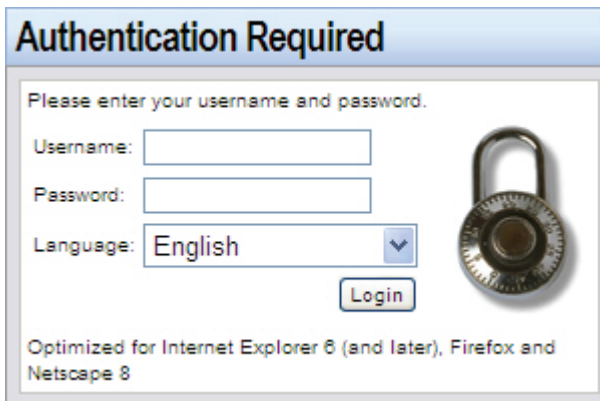 Authentication Required
Please enter your username and password.
Username:
Password:
Language: English
Login
Optimized for Internet Explorer 6 (and later), Firefox and
Netscape 8